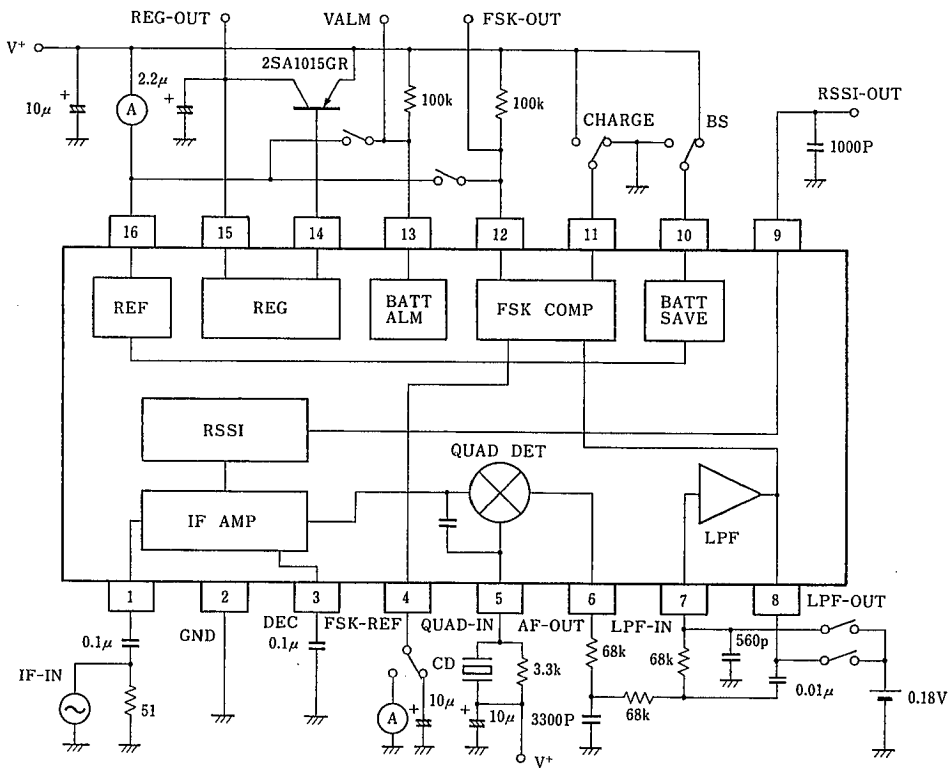 REG-OUT VALM FSK-OUT
V+
2SA1015GR
2.2μ +
10μ +
A
100k
100k
CHARGE
BS
RSSI-OUT
1000P
16 15 14 13 12 11 10 9
REF
REG
BATT
ALM
FSK COMP
BATT
SAVE
RSSI
QUAD DET
IF AMP
LPF
1 2 3 4 5 6 7 8
GND
DEC
FSK-REF
QUAD-IN
AF-OUT
LPF-IN
LPF-OUT
0.1μ
0.1μ
IF-IN
51
A
+
10μ
CD
+
10μ
3.3k
V+
68k
3300P
68k
68k
560p
0.01μ
0.18V